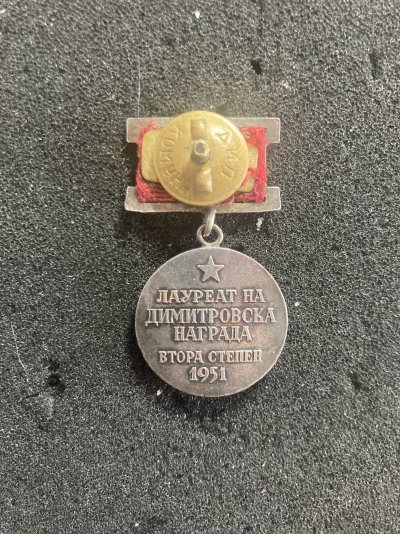 ЛАУРЕАТ НА
ДИМИТРОВСКА
НАГРАДА
ВТОРА СТЕПЕН
1951